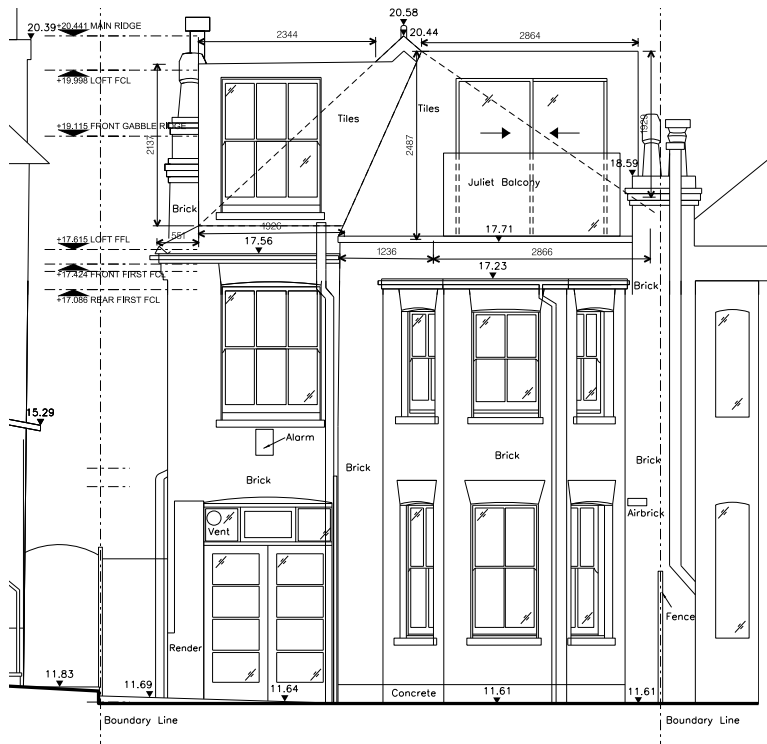 20.58
20.39
+20.441 MAIN RIDGE
20.44
2344
2864
+19.998 LOFT FCL
+19.115 FRONT GABBLE RIDGE
Tiles
Tiles
2137
2487
1929
18.59
Juliet Balcony
Brick
1926
551
+17.615 LOFT FFL
17.56
17.71
1236
2866
+17.424 FRONT FIRST FCL
17.23
Brick
+17.086 REAR FIRST FCL
15.29
Alarm
Brick
Brick
Brick
Brick
Airbrick
Vent
Fence
Render
11.83
11.69
11.64
Concrete
11.61
11.61
Boundary Line
Boundary Line